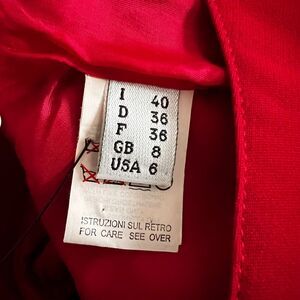 I 40
D 36
F 36
GB 8
USA 6
ISTRUZIONI SUL RETRO
FOR CARE SEE OVER